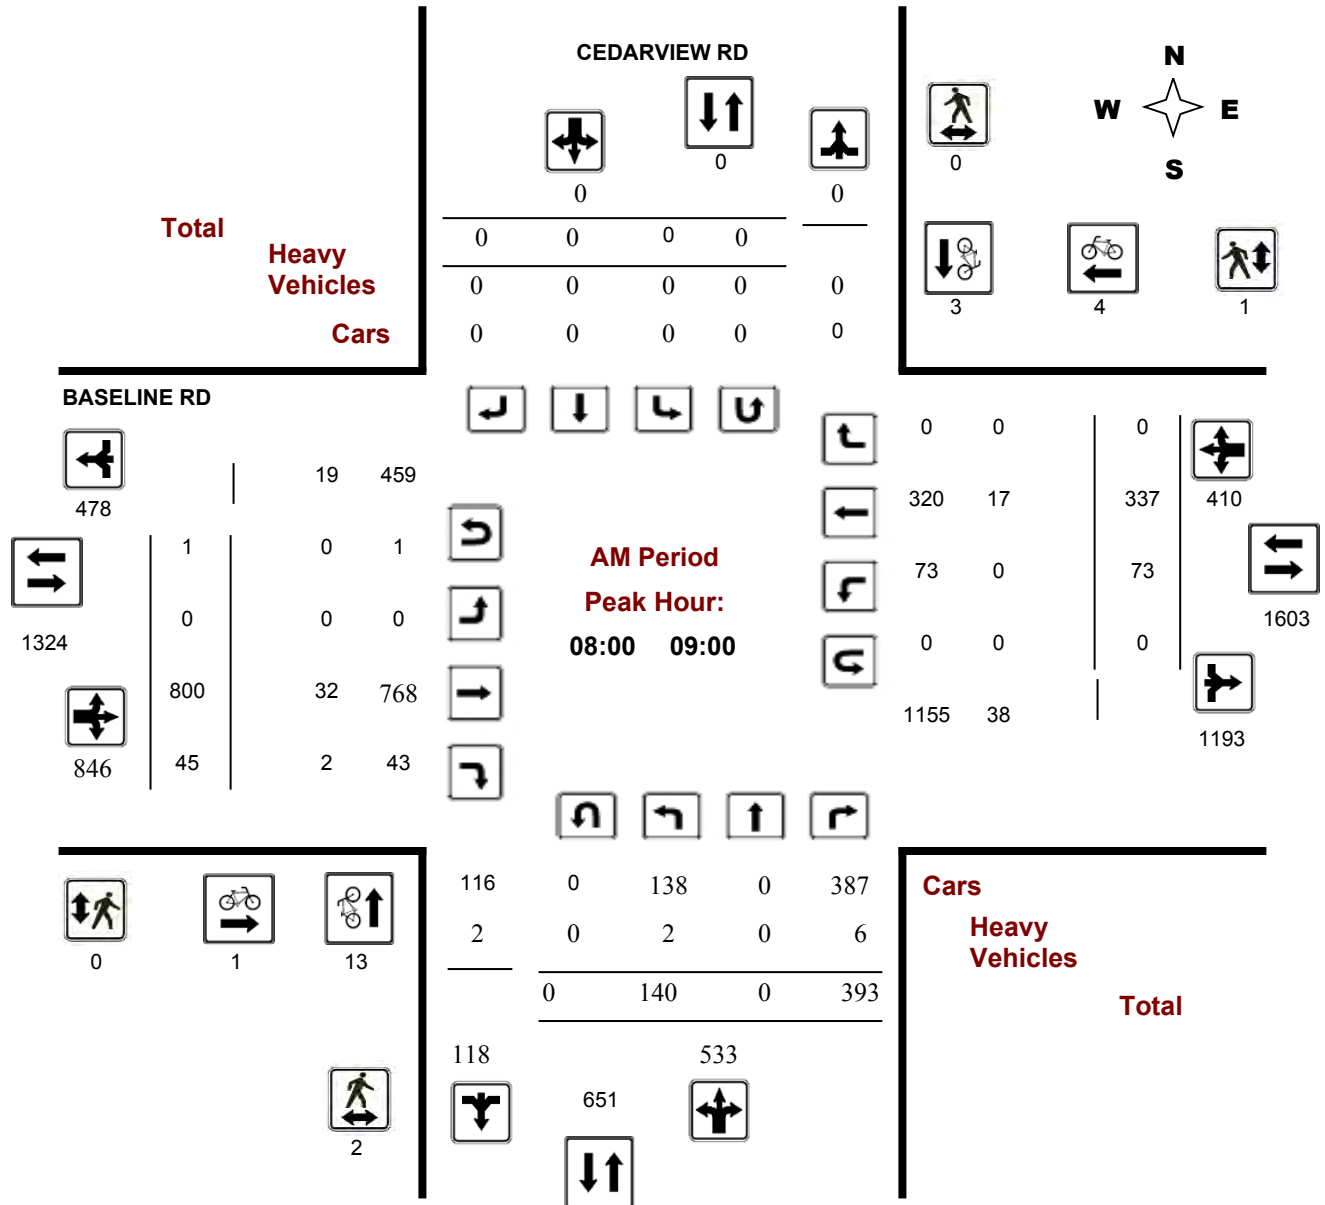 CEDARVIEW RD
N
W E
S
0
0
0
0 0
Total
0 0 0 0
Heavy
Vehicles
0 0 0 0 0
3 4 1
Cars
0 0 0 0 0
BASELINE RD
0 0 0
19 459
478
320 17 337 410
1 0 1
AM Period
73 0 73
Peak Hour:
0 0 0
1324
1603
08:00 09:00
0 0 0
800 32 768
1155 38
1193
846 45 2 43
116 0 138 0 387
Cars
2 0 2 0 6
Heavy
Vehicles
0 1 13
0 140 0 393
Total
118 533
651
2